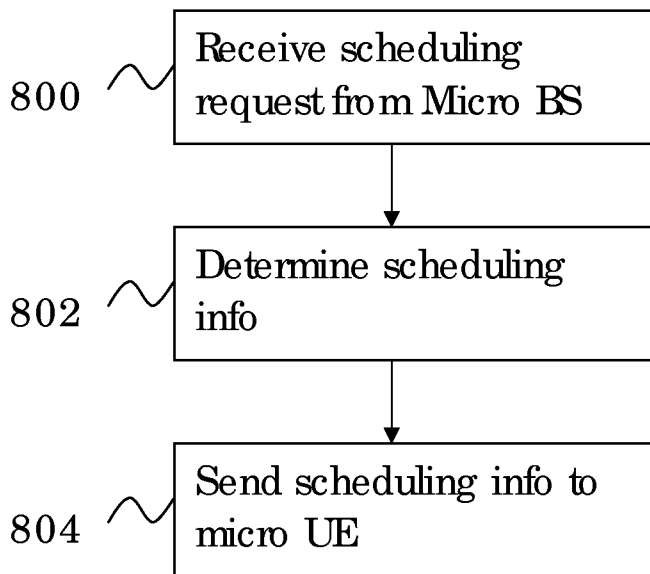 Receive scheduling
800
request from Micro BS
Determine scheduling
802
info
Send scheduling info to
804
micro UE